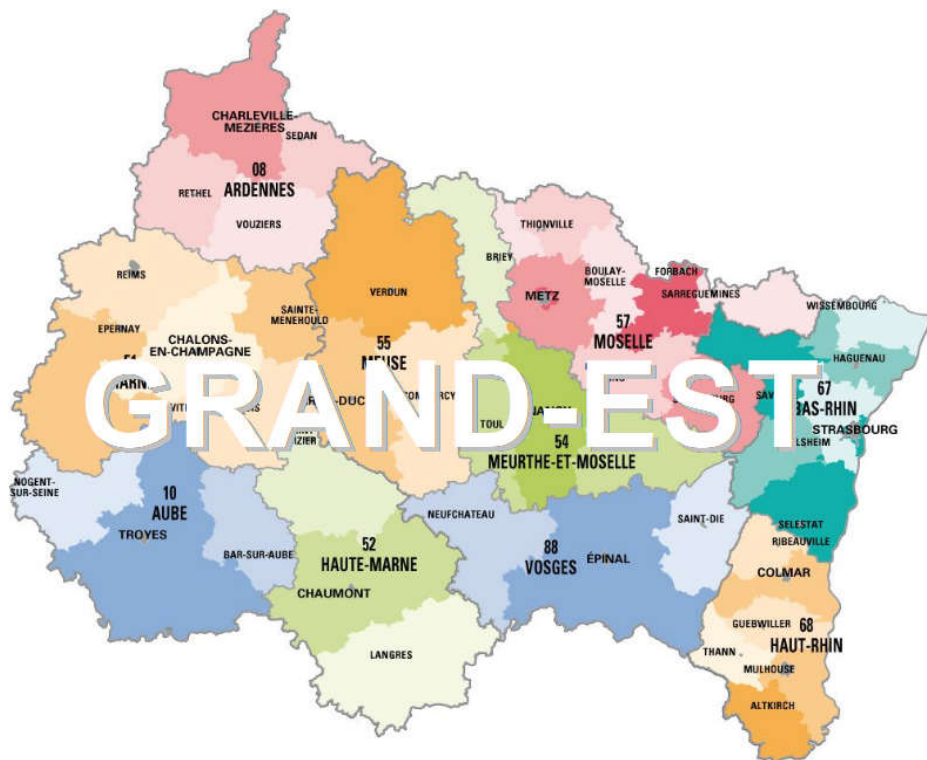 CHARLEVILLE-
MEZIÈRES
SEDAN
08
ARDENNES
RETHEL
VOUZIERS
THIONVILLE
BRIEY
REIMS
BOULAY-
MOSELLE
FORBACH
SARREGUEMINES
METZ
VERDUN
SAINTE-
MENEHOULD
WISSEMBOURG
EPERNAY
CHALONS-
EN-CHAMPAGNE
57
MOSELLE
55
HAGUENAU
67
BAS-RHIN
GRAND-EST
TOUL
STRASBOURG
54
MEURTHE-ET-MOSELLE
NOGENT-
SUR-SEINE
10
AUBE
TROYES
BAR-SUR-AUBE
NEUFCHATEAU
SAINT-DIE
SELESTAT
RIBEAUVILLE
52
HAUTE-MARNE
88
VOSGES
ÉPINAL
COLMAR
CHAUMONT
GUEBWILLER
68
HAUT-RHIN
LANGRES
THANN
MULHOUSE
ALTKIRCH